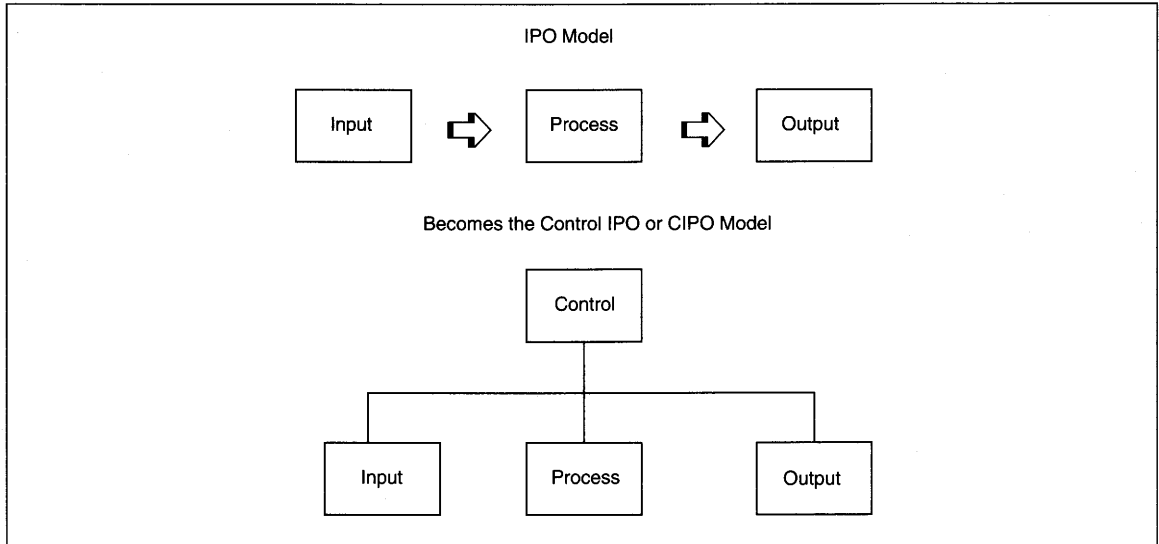 IPO Model
Input
Process
Output
Becomes the Control IPO or CIPO Model
Control
Input
Process
Output